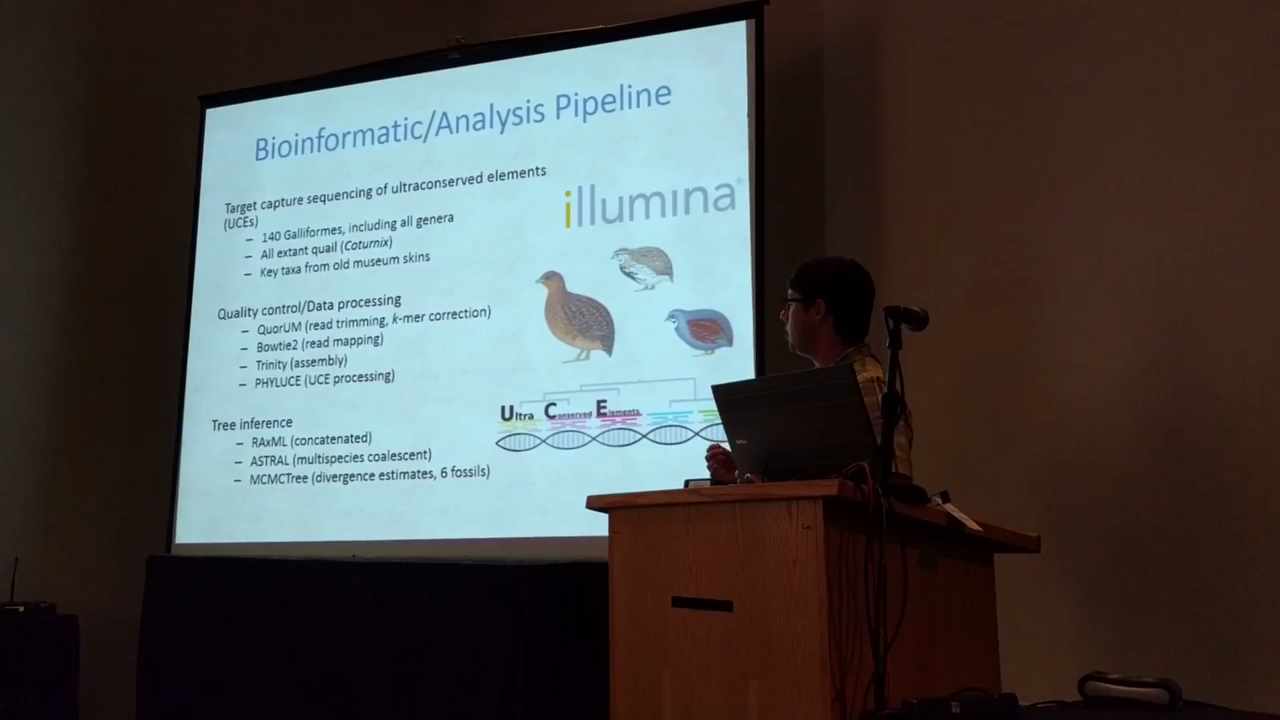 Bioinformatic/Analysis Pipeline
Target capture sequencing of ultraconserved elements
(UCEs)
– 140 Galliformes, including all genera
– All extant quail (Coturnix)
– Key taxa from old museum skins
illumina
Quality control/Data processing
– QuorUM (read trimming, k-mer correction)
– Bowtie2 (read mapping)
– Trinity (assembly)
– PHYLUCE (UCE processing)
Ultra Conserved Elements
Tree inference
– RAxML (concatenated)
– ASTRAL (multispecies coalescent)
– MCMCTree (divergence estimates, 6 fossils)
DELL